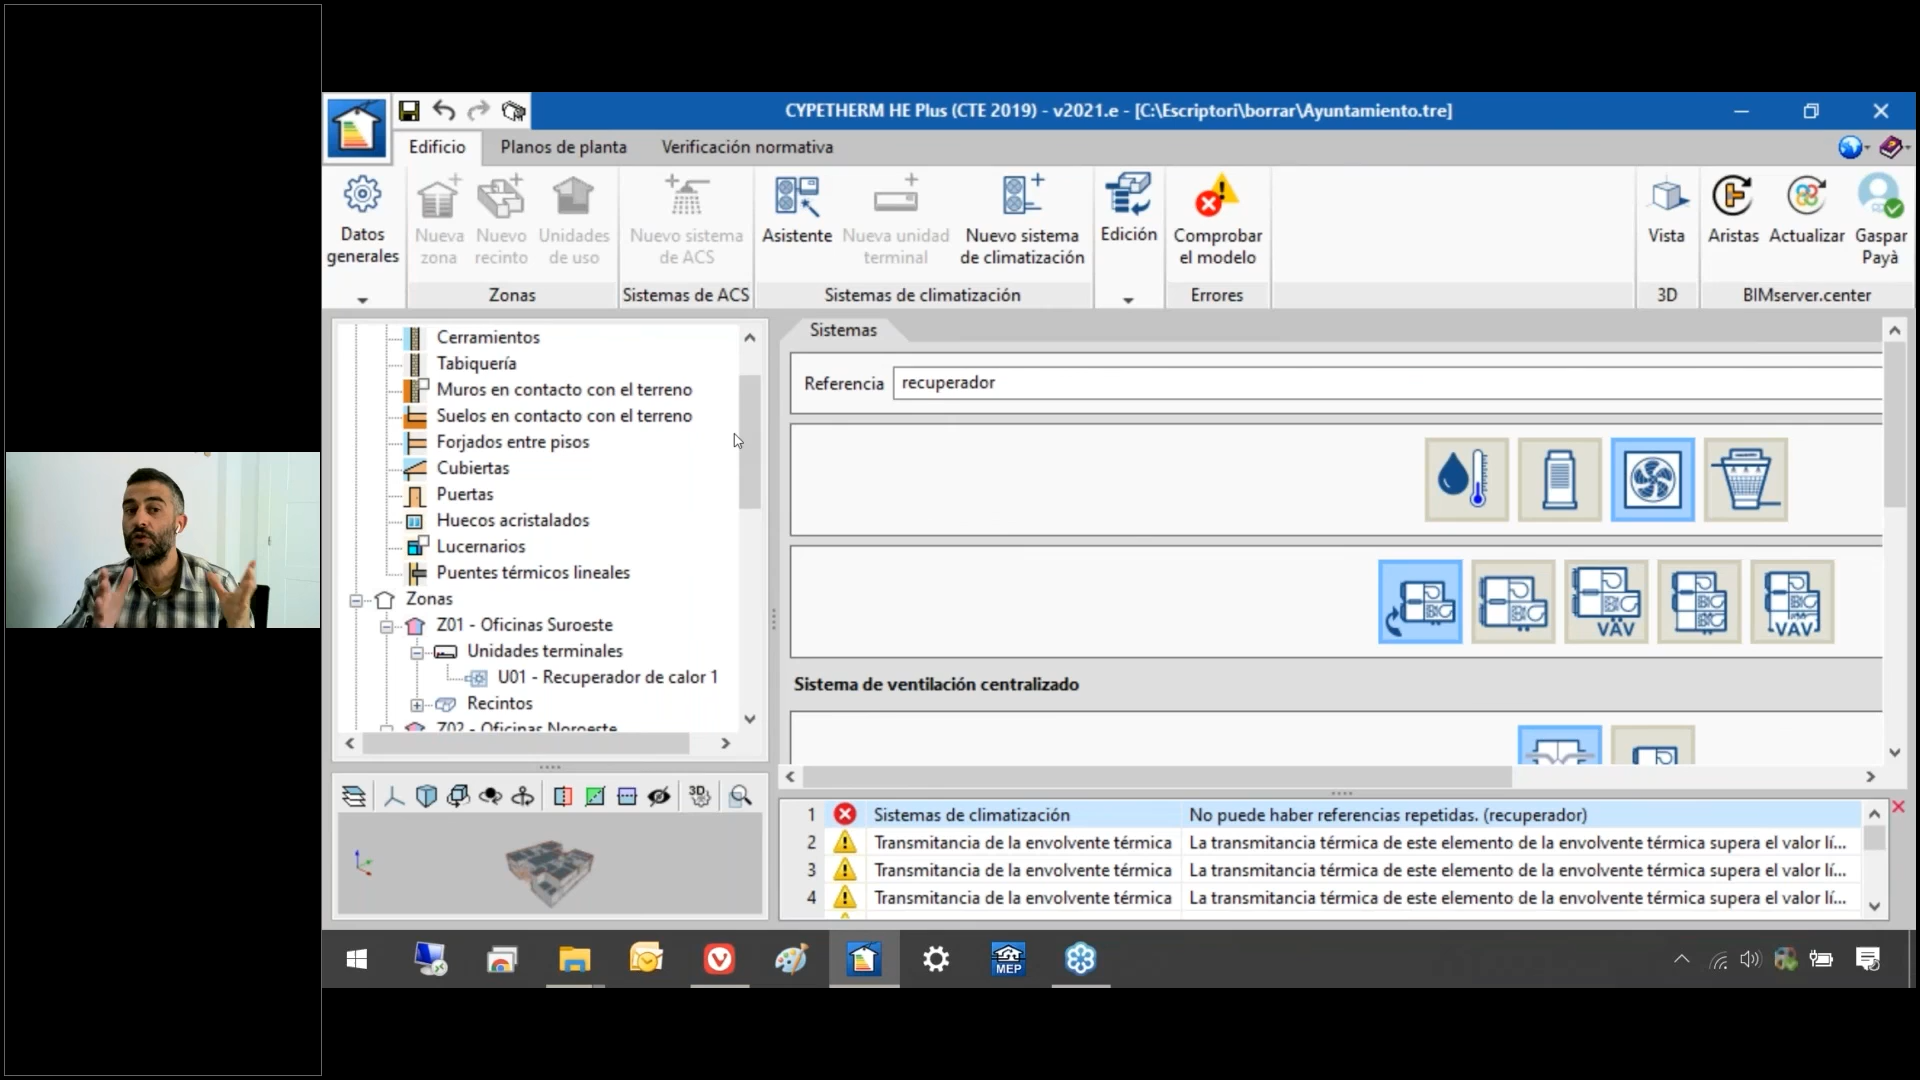 CYPETHERM HE Plus (CTE 2019) - v2021.e - [C:\Escriptori\borrar\Ayuntamiento.tre]
Edificio
Planos de planta
Verificación normativa
Datos generales
Nueva zona
Nuevo recinto
Unidades de uso
Nuevo sistema de ACS
Asistente
Nueva unidad terminal
Nuevo sistema de climatización
Edición
Comprobar el modelo
Vista
Aristas
Actualizar
Gaspar Payà
Zonas
Sistemas de ACS
Sistemas de climatización
Errores
3D
BIMserver.center
Cerramientos
Tabiquería
Muros en contacto con el terreno
Suelos en contacto con el terreno
Forjados entre pisos
Cubiertas
Puertas
Huecos acristalados
Lucernarios
Puentes térmicos lineales
Zonas
Z01 - Oficinas Suroeste
Unidades terminales
U01 - Recuperador de calor 1
Recintos
Z02 - Oficinas Noroeste
Sistemas
Referencia
recuperador
VAV
VAV
Sistema de ventilación centralizado
3D
1 Sistemas de climatización No puede haber referencias repetidas. (recuperador)
2 Transmitancia de la envolvente térmica La transmitancia térmica de este elemento de la envolvente térmica supera el valor lí...
3 Transmitancia de la envolvente térmica La transmitancia térmica de este elemento de la envolvente térmica supera el valor lí...
4 Transmitancia de la envolvente térmica La transmitancia térmica de este elemento de la envolvente térmica supera el valor lí...
MEP